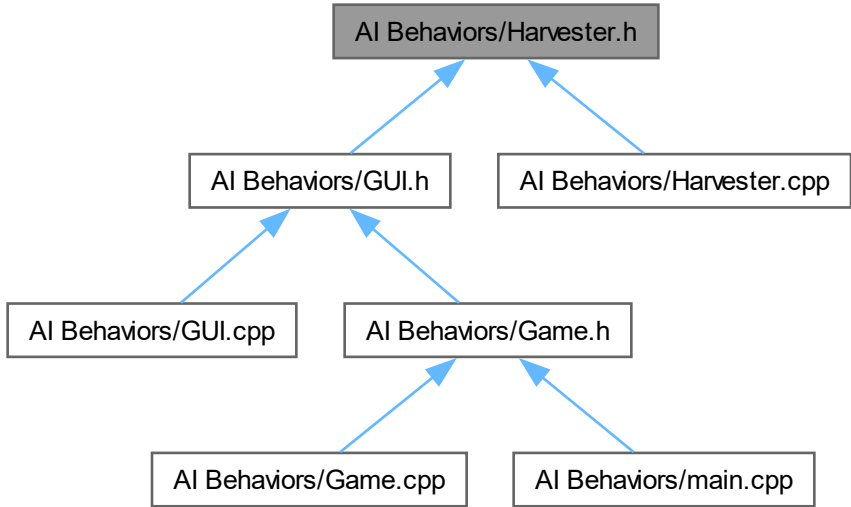 AI Behaviors/Harvester.h
AI Behaviors/GUI.h
AI Behaviors/Harvester.cpp
AI Behaviors/GUI.cpp
AI Behaviors/Game.h
AI Behaviors/Game.cpp
AI Behaviors/main.cpp